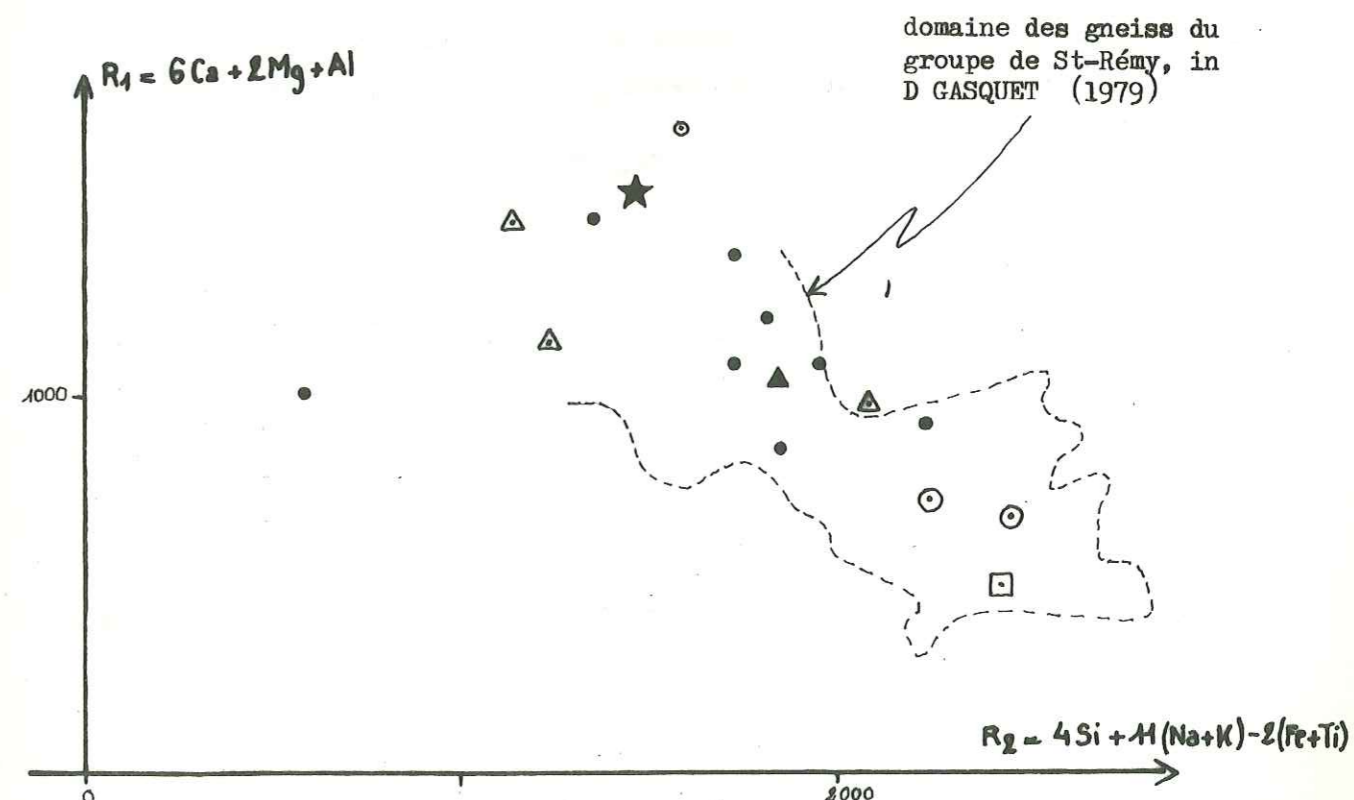 domaine des gneiss du
groupe de St-Rémy, in
D GASQUET (1979)
R1 = 6Ca+2Mg+Al
1000
R2 = 4Si+11(Na+K)-2(Fe+Ti)
0
2000